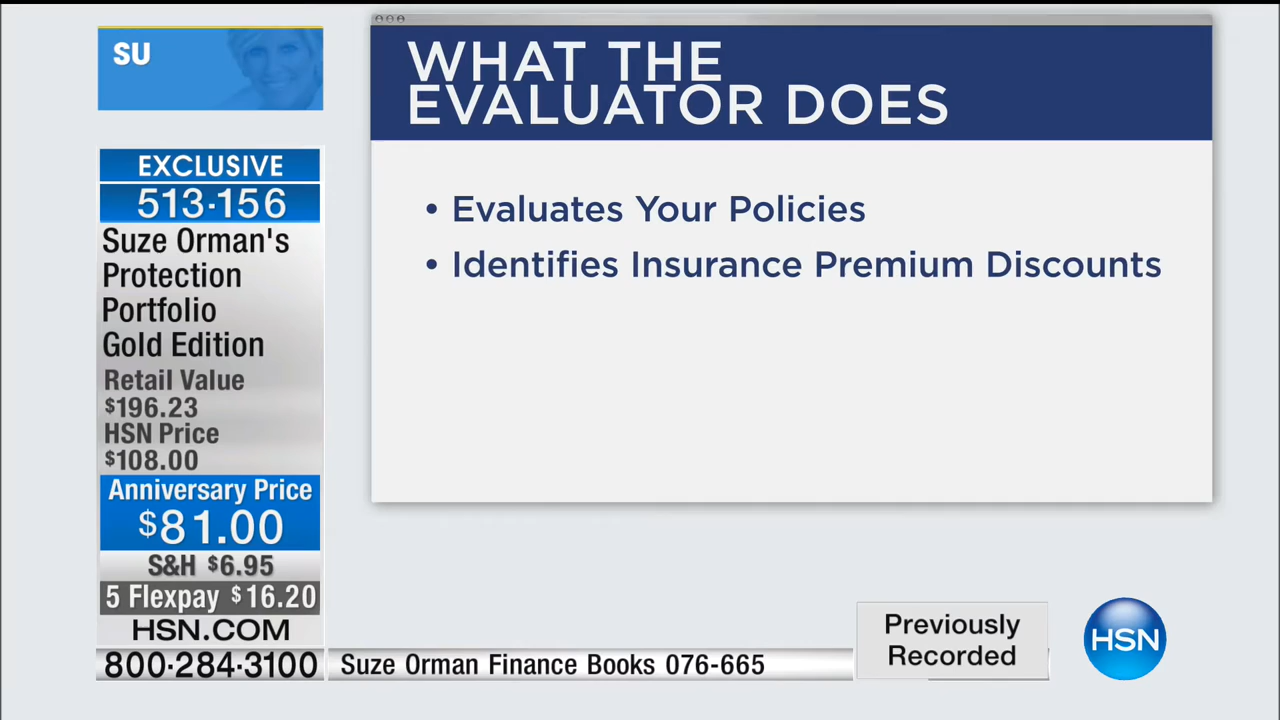 SU
EXCLUSIVE
513·156
Suze Orman's
Protection
Portfolio
Gold Edition
Retail Value
$196.23
HSN Price
$108.00
Anniversary Price
$81.00
S&H $6.95
5 Flexpay $16.20
HSN.COM
800·284·3100
WHAT THE
EVALUATOR DOES
• Evaluates Your Policies
• Identifies Insurance Premium Discounts
Suze Orman Finance Books 076-665
Previously
Recorded
HSN